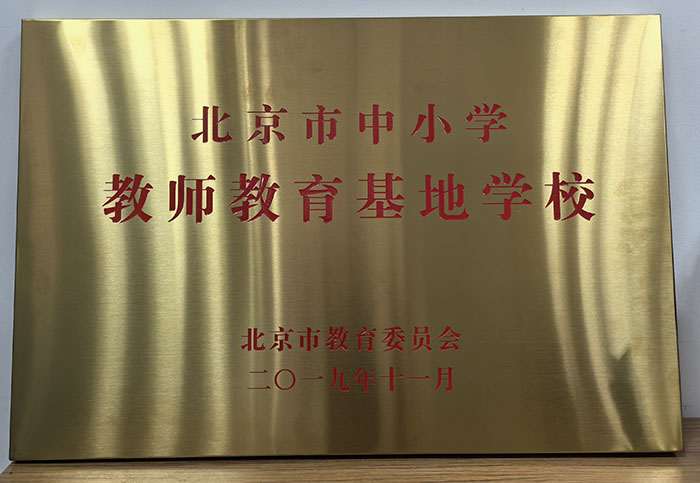 北京市中小学
教师教育基地学校
北京市教育委员会
二〇一九年十一月